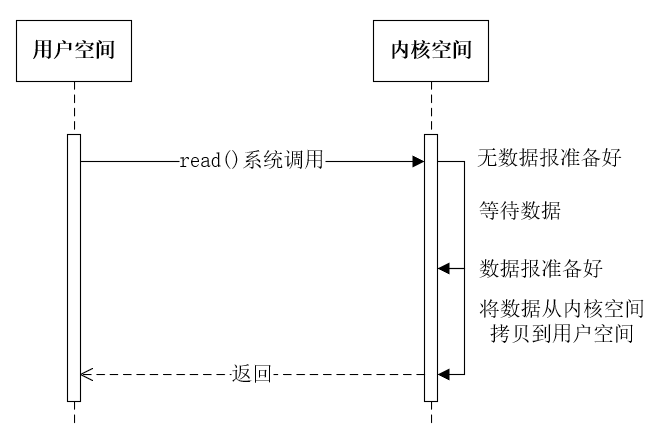 用户空间
内核空间
read()系统调用
无数据报准备好
等待数据
数据报准备好
将数据从内核空间
拷贝到用户空间
返回